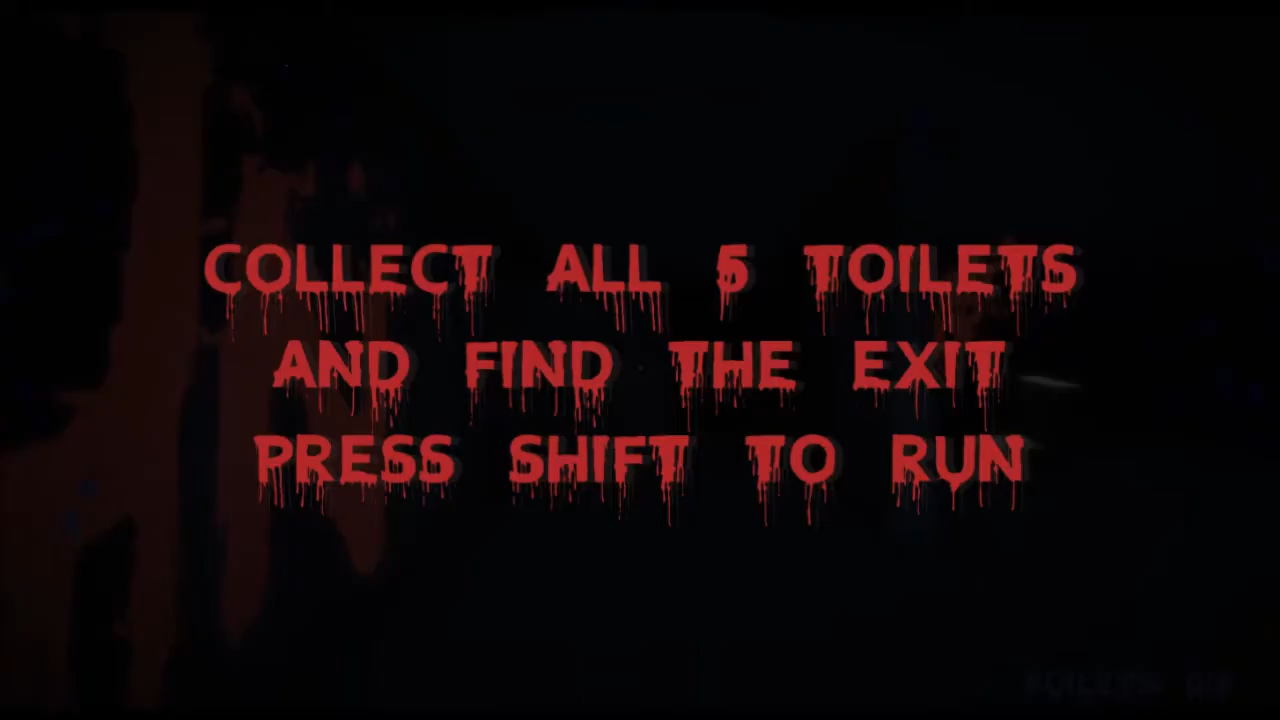 COLLECT ALL 5 TOILETS
AND FIND THE EXIT
PRESS SHIFT TO RUN